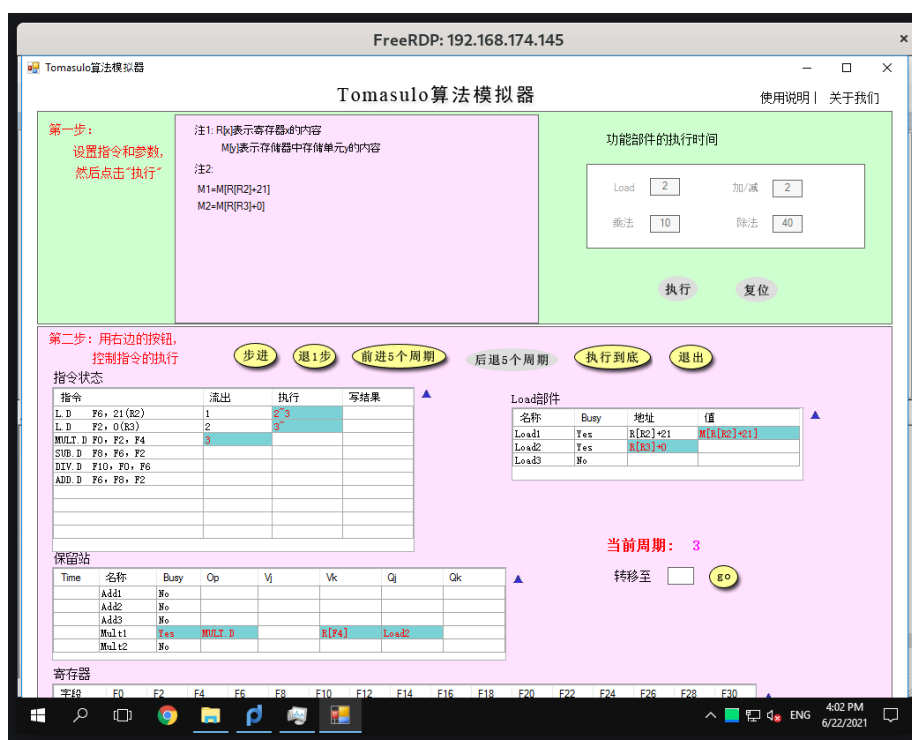 FreeRDP: 192.168.174.145
Tomasulo算法模拟器
Tomasulo算法模拟器
使用说明 | 关于我们
第一步：
设置指令和参数,
然后点击"执行"
注1: R[x]表示寄存器x的内容
M[y]表示存储器中存储单元y的内容
注2:
M1=M[R[R2]+21]
M2=M[R[R3]+0]
功能部件的执行时间
Load 2 加/减 2
乘法 10 除法 40
执行 复位
第二步：用右边的按钮,
控制指令的执行
步进 退1步 前进5个周期 后退5个周期 执行到底 退出
指令状态
指令 流出 执行 写结果
L.D F6, 21(R2) 1 2~3
L.D F2, 0(R3) 2 3~
MULT.D F0, F2, F4 3
SUB.D F8, F6, F2
DIV.D F10, F0, F6
ADD.D F6, F8, F2
Load部件
名称 Busy 地址 值
Load1 Yes R[R2]+21 M[R[R2]+21]
Load2 Yes R[R3]+0
Load3 No
当前周期: 3
转移至 go
保留站
Time 名称 Busy Op Vj Vk Qj Qk
Add1 No
Add2 No
Add3 No
Mult1 Yes MULT.D R[F4] Load2
Mult2 No
寄存器
字段 F0 F2 F4 F6 F8 F10 F12 F14 F16 F18 F20 F22 F24 F26 F28 F30
ENG
4:02 PM
6/22/2021